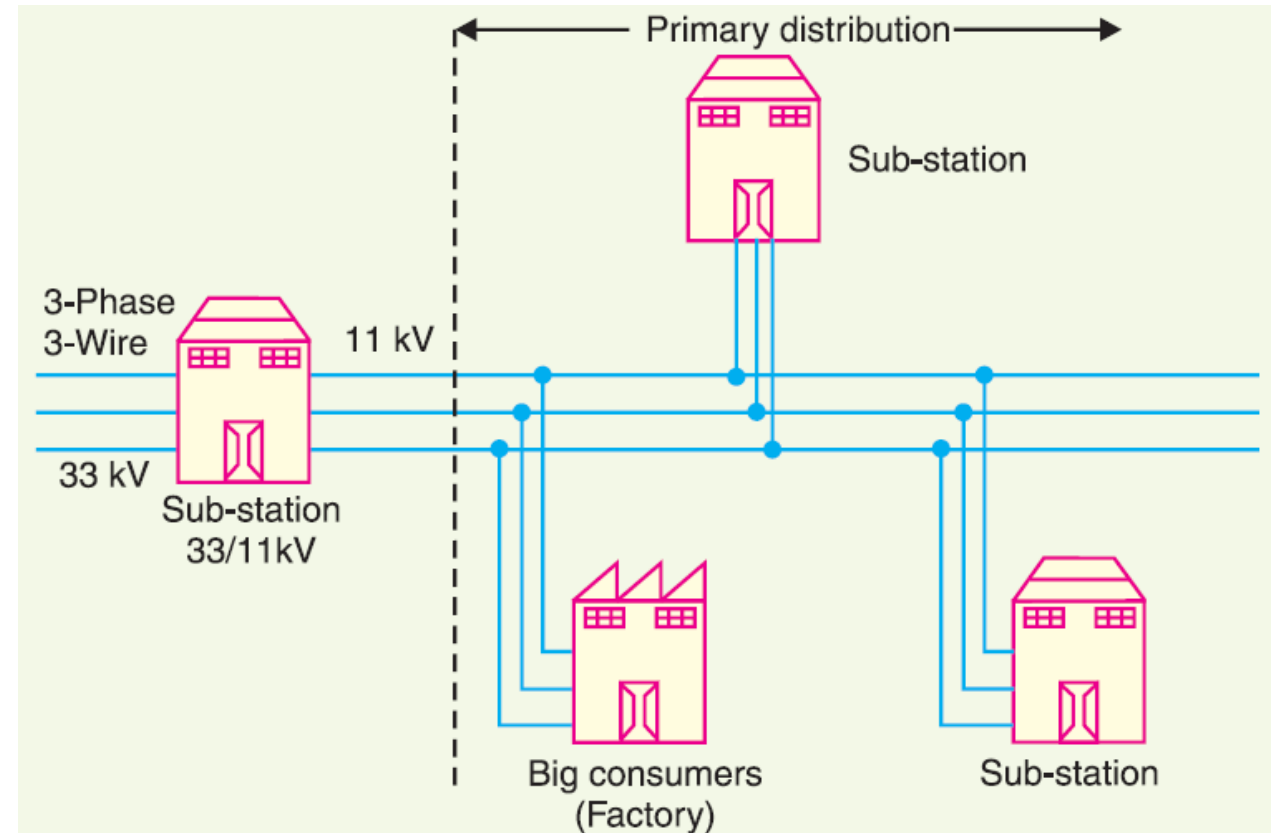 Primary distribution
Sub-station
3-Phase
3-Wire
11 kV
33 kV
Sub-station
33/11kV
Big consumers
(Factory)
Sub-station